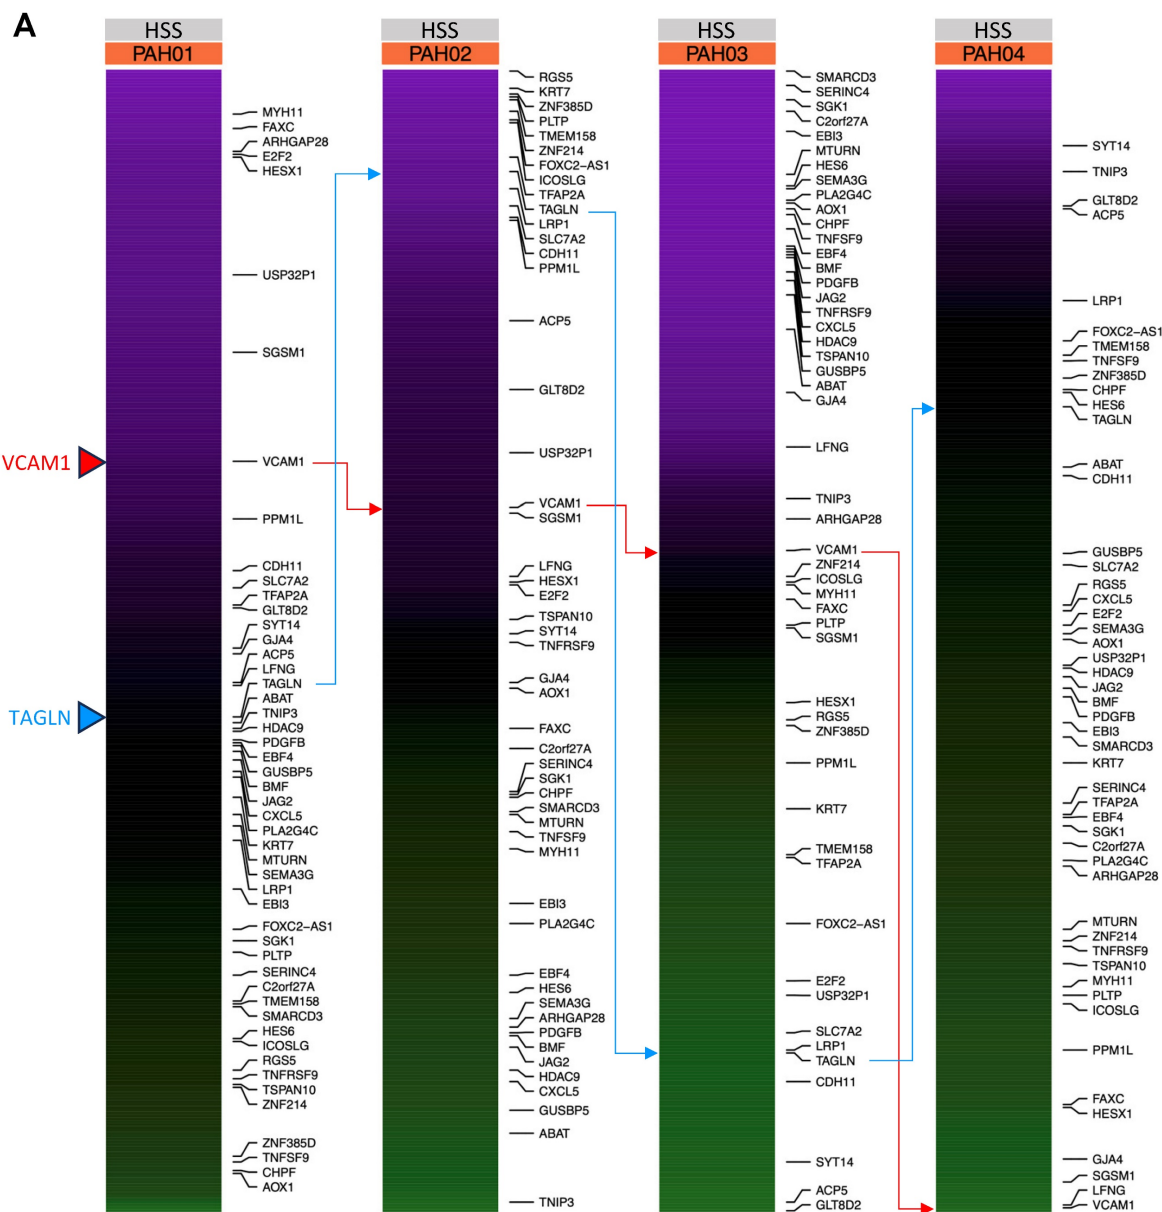 A
HSS
PAH01
MYH11
FAXC
ARHGAP28
E2F2
HESX1
USP32P1
SGSM1
VCAM1
VCAM1
PPM1L
CDH11
SLC7A2
TFAP2A
GLT8D2
SYT14
GJA4
ACP5
LFNG
TAGLN
TAGLN
ABAT
TNIP3
HDAC9
PDGFB
EBF4
GUSBP5
BMF
JAG2
CXCL5
PLA2G4C
KRT7
MTURN
SEMA3G
LRP1
EBI3
FOXC2-AS1
SGK1
PLTP
SERINC4
C2orf27A
TMEM158
SMARCD3
HES6
ICOSLG
RGS5
TNFRSF9
TSPAN10
ZNF214
ZNF385D
TNFSF9
CHPF
AOX1
HSS
PAH02
RGS5
KRT7
ZNF385D
PLTP
TMEM158
ZNF214
FOXC2-AS1
ICOSLG
TFAP2A
TAGLN
LRP1
SLC7A2
CDH11
PPM1L
ACP5
GLT8D2
USP32P1
VCAM1
SGSM1
LFNG
HESX1
E2F2
TSPAN10
SYT14
TNFRSF9
GJA4
AOX1
FAXC
C2orf27A
SERINC4
SGK1
CHPF
SMARCD3
MTURN
TNFSF9
MYH11
EBI3
PLA2G4C
EBF4
HES6
SEMA3G
ARHGAP28
PDGFB
BMF
JAG2
HDAC9
CXCL5
GUSBP5
ABAT
TNIP3
HSS
PAH03
SMARCD3
SERINC4
SGK1
C2orf27A
EBI3
MTURN
HES6
SEMA3G
PLA2G4C
AOX1
CHPF
TNFSF9
EBF4
BMF
PDGFB
JAG2
TNFRSF9
CXCL5
HDAC9
TSPAN10
GUSBP5
ABAT
GJA4
LFNG
TNIP3
ARHGAP28
VCAM1
ZNF214
ICOSLG
MYH11
FAXC
PLTP
SGSM1
HESX1
RGS5
ZNF385D
PPM1L
KRT7
TMEM158
TFAP2A
FOXC2-AS1
E2F2
USP32P1
SLC7A2
LRP1
TAGLN
CDH11
SYT14
ACP5
GLT8D2
HSS
PAH04
SYT14
TNIP3
GLT8D2
ACP5
LRP1
FOXC2-AS1
TMEM158
TNFSF9
ZNF385D
CHPF
HES6
TAGLN
ABAT
CDH11
GUSBP5
SLC7A2
RGS5
CXCL5
E2F2
SEMA3G
AOX1
USP32P1
HDAC9
JAG2
BMF
PDGFB
EBI3
SMARCD3
KRT7
SERINC4
TFAP2A
EBF4
SGK1
C2orf27A
PLA2G4C
ARHGAP28
MTURN
ZNF214
TNFRSF9
TSPAN10
MYH11
PLTP
ICOSLG
PPM1L
FAXC
HESX1
GJA4
SGSM1
LFNG
VCAM1